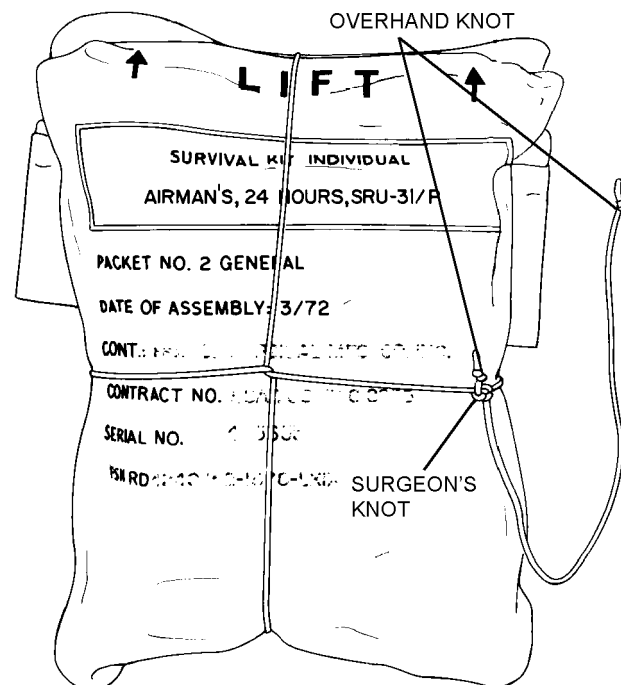 OVERHAND KNOT
LIFT
SURVIVAL KIT INDIVIDUAL
AIRMAN'S, 24 HOURS, SRU-31/P
PACKET NO. 2 GENERAL
DATE OF ASSEMBLY: 3/72
CONT.
CONTRACT NO.
SERIAL NO.
SURGEON'S
KNOT